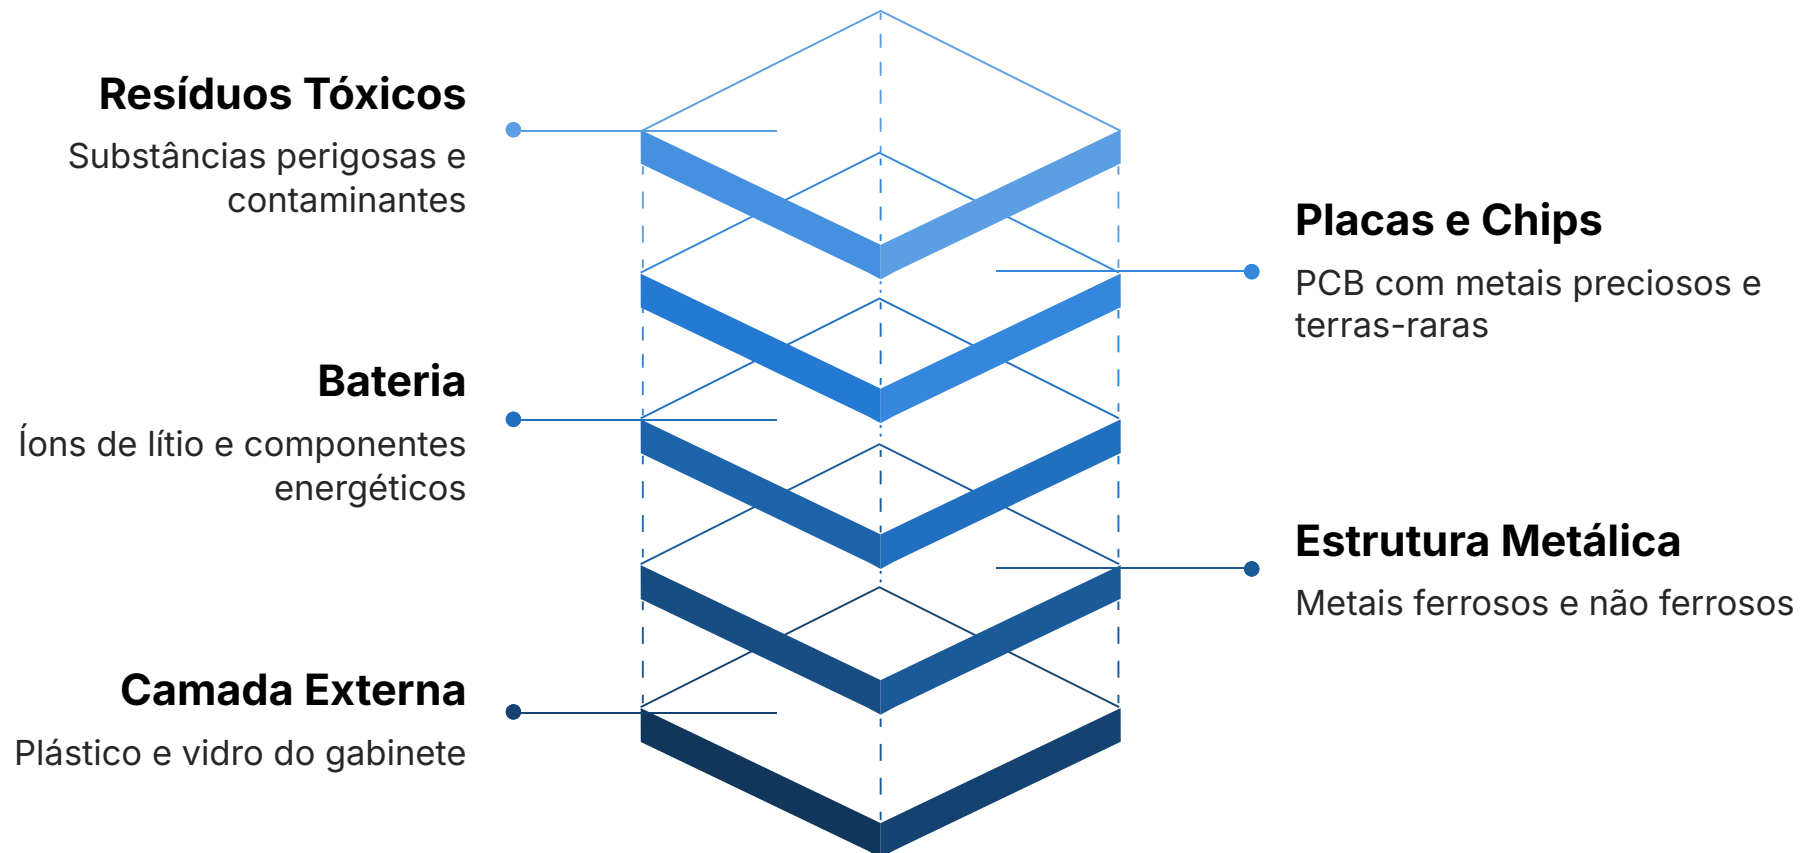 Resíduos Tóxicos
Substâncias perigosas e
contaminantes
Placas e Chips
PCB com metais preciosos e
terras-raras
Bateria
Íons de lítio e componentes
energéticos
Estrutura Metálica
Metais ferrosos e não ferrosos
Camada Externa
Plástico e vidro do gabinete